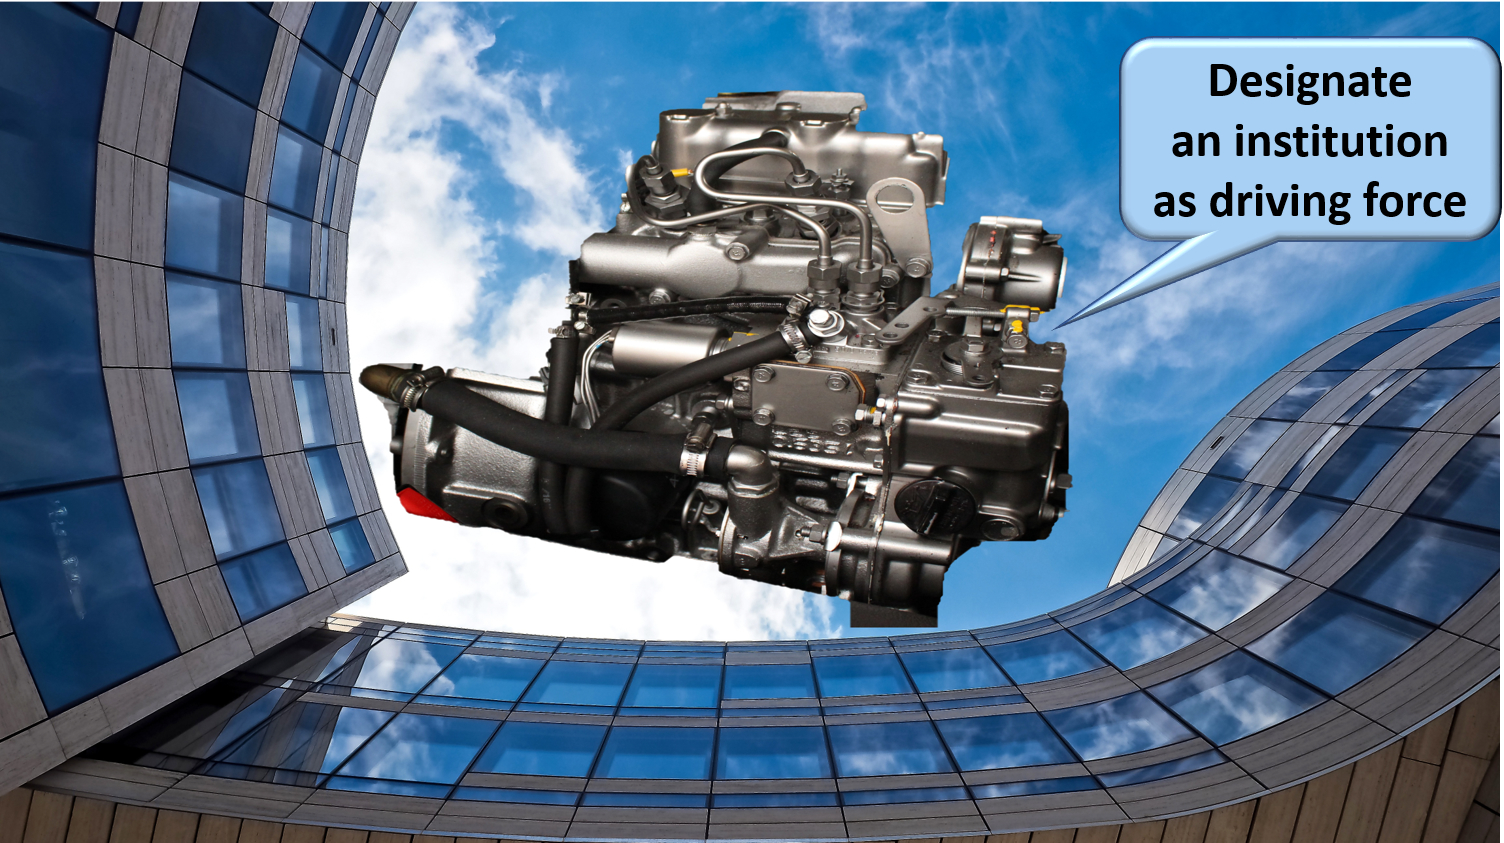 Designate
an institution
as driving force